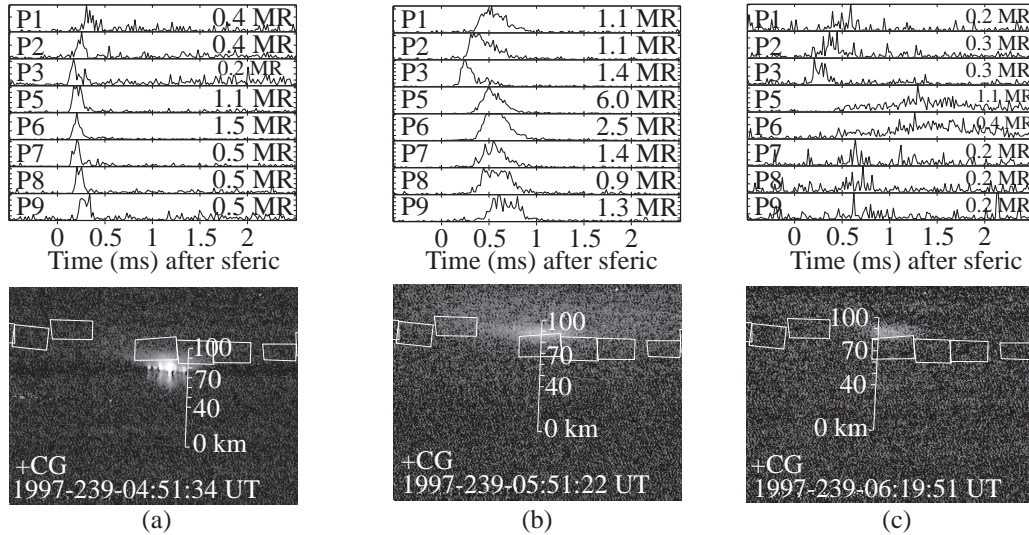 P1 0.4 MR
P2 0.4 MR
P3 0.2 MR
P5 1.1 MR
P6 1.5 MR
P7 0.5 MR
P8 0.5 MR
P9 0.5 MR
0 0.5 1 1.5 2
Time (ms) after sferic
100
70
40
0 km
+CG
1997-239-04:51:34 UT
(a)
P1 1.1 MR
P2 1.1 MR
P3 1.4 MR
P5 6.0 MR
P6 2.5 MR
P7 1.4 MR
P8 0.9 MR
P9 1.3 MR
0 0.5 1 1.5 2
Time (ms) after sferic
100
70
40
0 km
+CG
1997-239-05:51:22 UT
(b)
P1 0.2 MR
P2 0.3 MR
P3 0.3 MR
P5 1.1 MR
P6 0.4 MR
P7 0.2 MR
P8 0.2 MR
P9 0.2 MR
0 0.5 1 1.5 2
Time (ms) after sferic
100
70
40
0 km
+CG
1997-239-06:19:51 UT
(c)